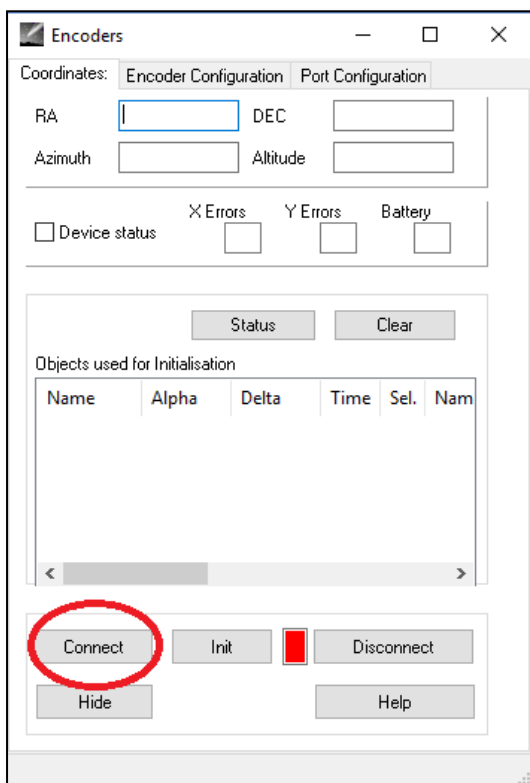 Encoders
Coordinates: Encoder Configuration Port Configuration
RA DEC
Azimuth Altitude
X Errors Y Errors Battery
Device status
Status Clear
Objects used for Initialisation
Name Alpha Delta Time Sel. Nam
Connect Init Disconnect
Hide Help